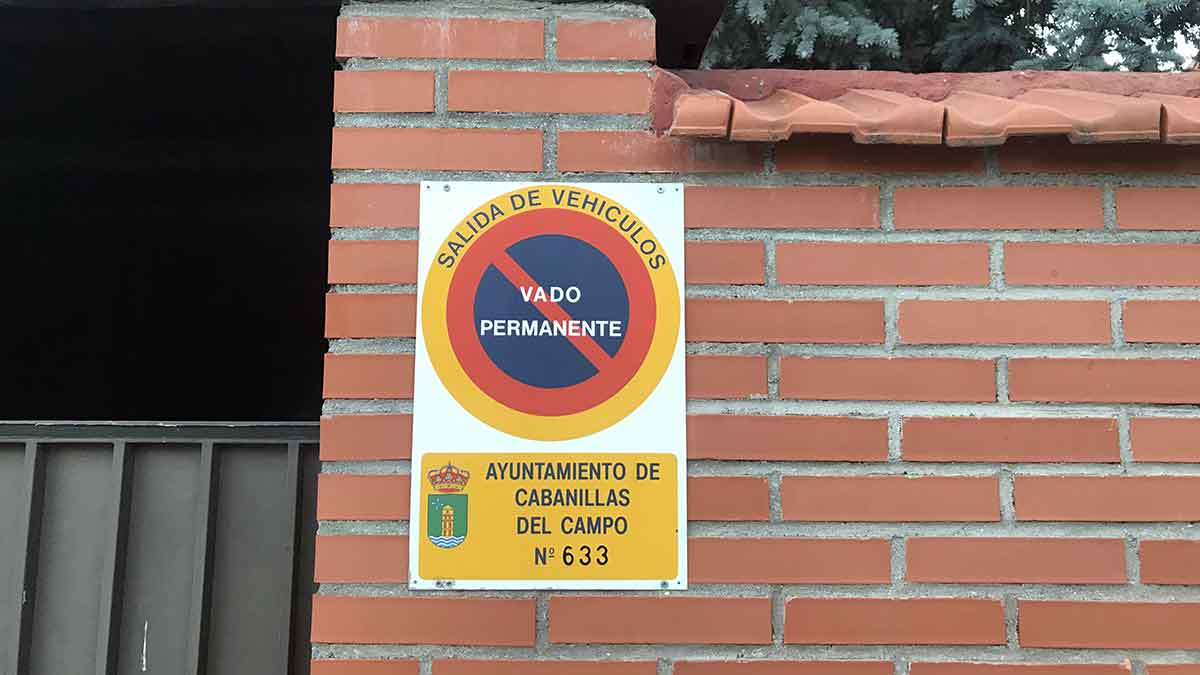 SALIDA DE VEHICULOS
VADO
PERMANENTE
AYUNTAMIENTO DE
CABANILLAS
DEL CAMPO
Nº 633